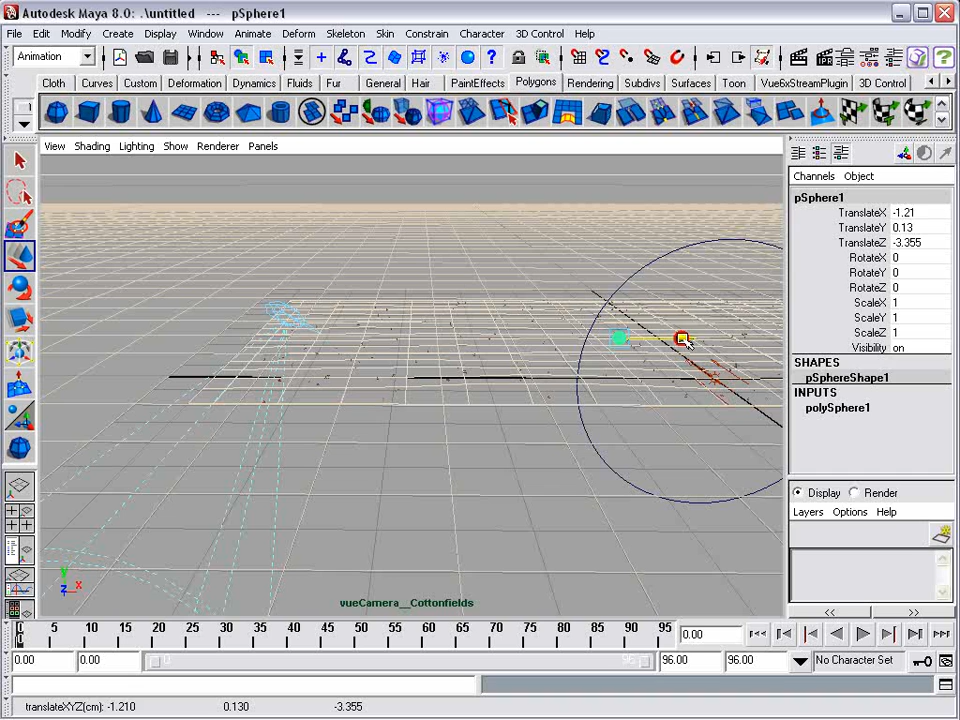 Autodesk Maya 8.0: .\untitled --- pSphere1
File Edit Modify Create Display Window Animate Deform Skeleton Skin Constrain Character 3D Control Help
Animation
Cloth Curves Custom Deformation Dynamics Fluids Fur General Hair PaintEffects Polygons Rendering Subdivs Surfaces Toon Vue6xStreamPlugin 3D Control
View Shading Lighting Show Renderer Panels
Channels Object
pSphere1
TranslateX -1.21
TranslateY 0.13
TranslateZ -3.355
RotateX 0
RotateY 0
RotateZ 0
ScaleX 1
ScaleY 1
ScaleZ 1
Visibility on
SHAPES
pSphereShape1
INPUTS
polySphere1
Display Render
Layers Options Help
y
z x
vueCamera__Cottonfields
<< >>
0 5 10 15 20 25 30 35 40 45 50 55 60 65 70 75 80 85 90 95 0.00
0.00 0.00 0 96 96.00 96.00 No Character Set
translateXYZ(cm): -1.210 0.130 -3.355